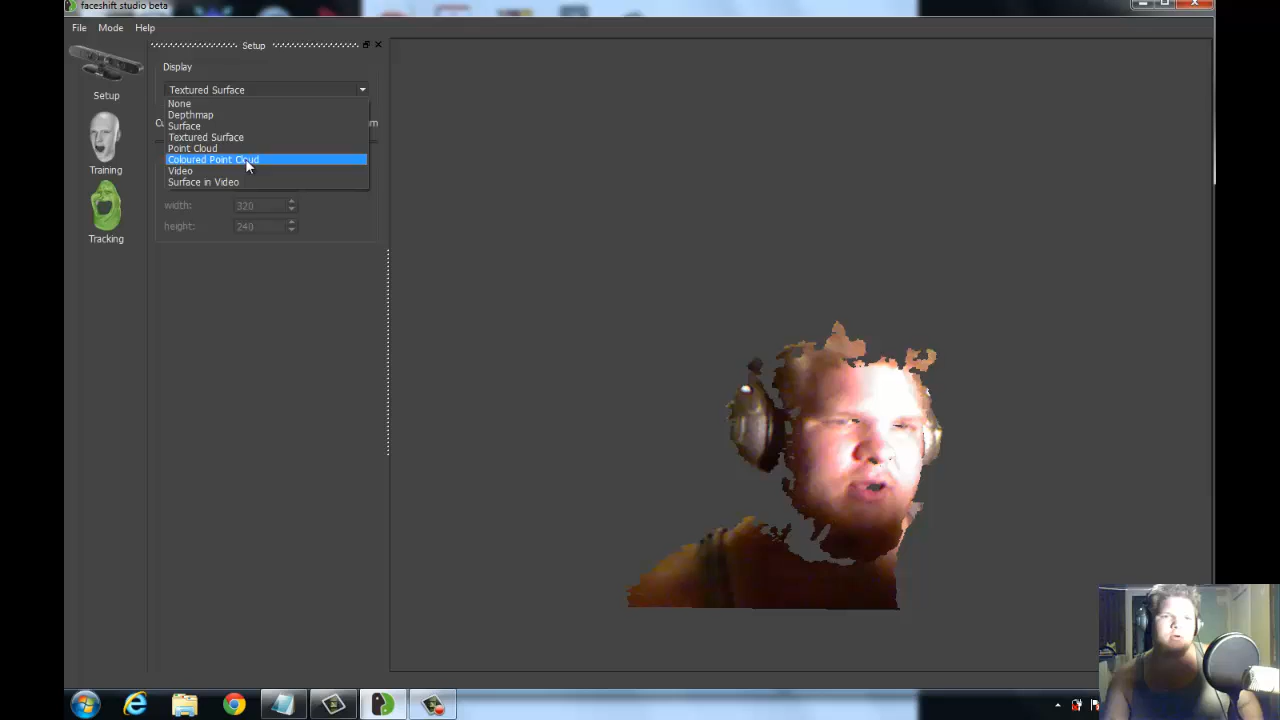 faceshift studio beta
File Mode Help
Setup
Display
Textured Surface
None
Depthmap
Surface
Textured Surface
Point Cloud
Coloured Point Cloud
Video
Surface in Video
width: 320
height: 240
Setup
Training
Tracking